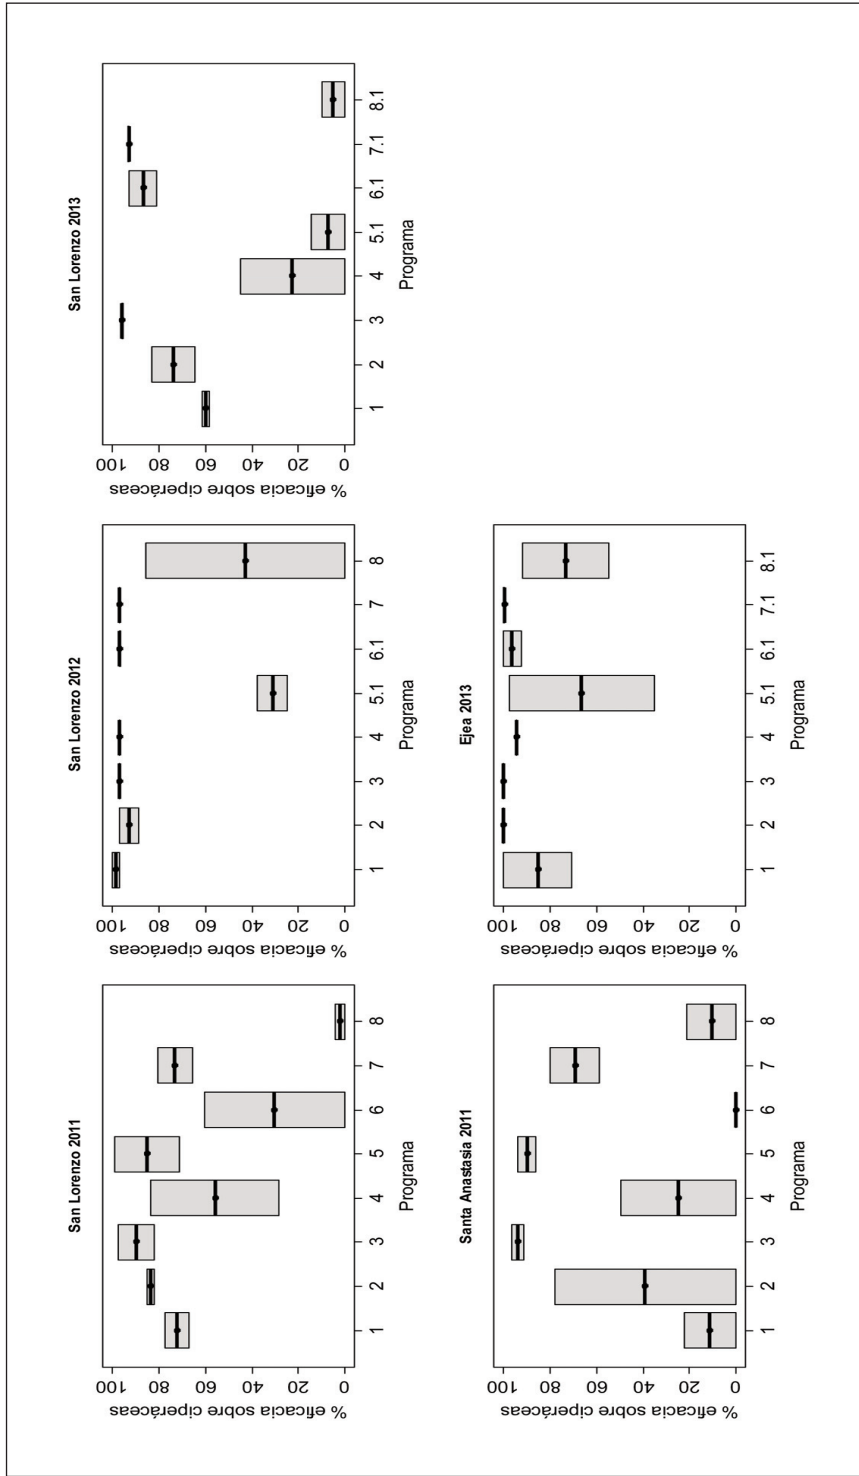 San Lorenzo 2011
% eficacia sobre ciperáceas
0 20 40 60 80 100
1 2 3 4 5 6 7 8
Programa
San Lorenzo 2012
% eficacia sobre ciperáceas
0 20 40 60 80 100
1 2 3 4 5.1 6.1 7 8
Programa
San Lorenzo 2013
% eficacia sobre ciperáceas
0 20 40 60 80 100
1 2 3 4 5.1 6.1 7.1 8.1
Programa
Santa Anastasia 2011
% eficacia sobre ciperáceas
0 20 40 60 80 100
1 2 3 4 5 6 7 8
Programa
Ejea 2013
% eficacia sobre ciperáceas
0 20 40 60 80 100
1 2 3 4 5.1 6.1 7.1 8.1
Programa